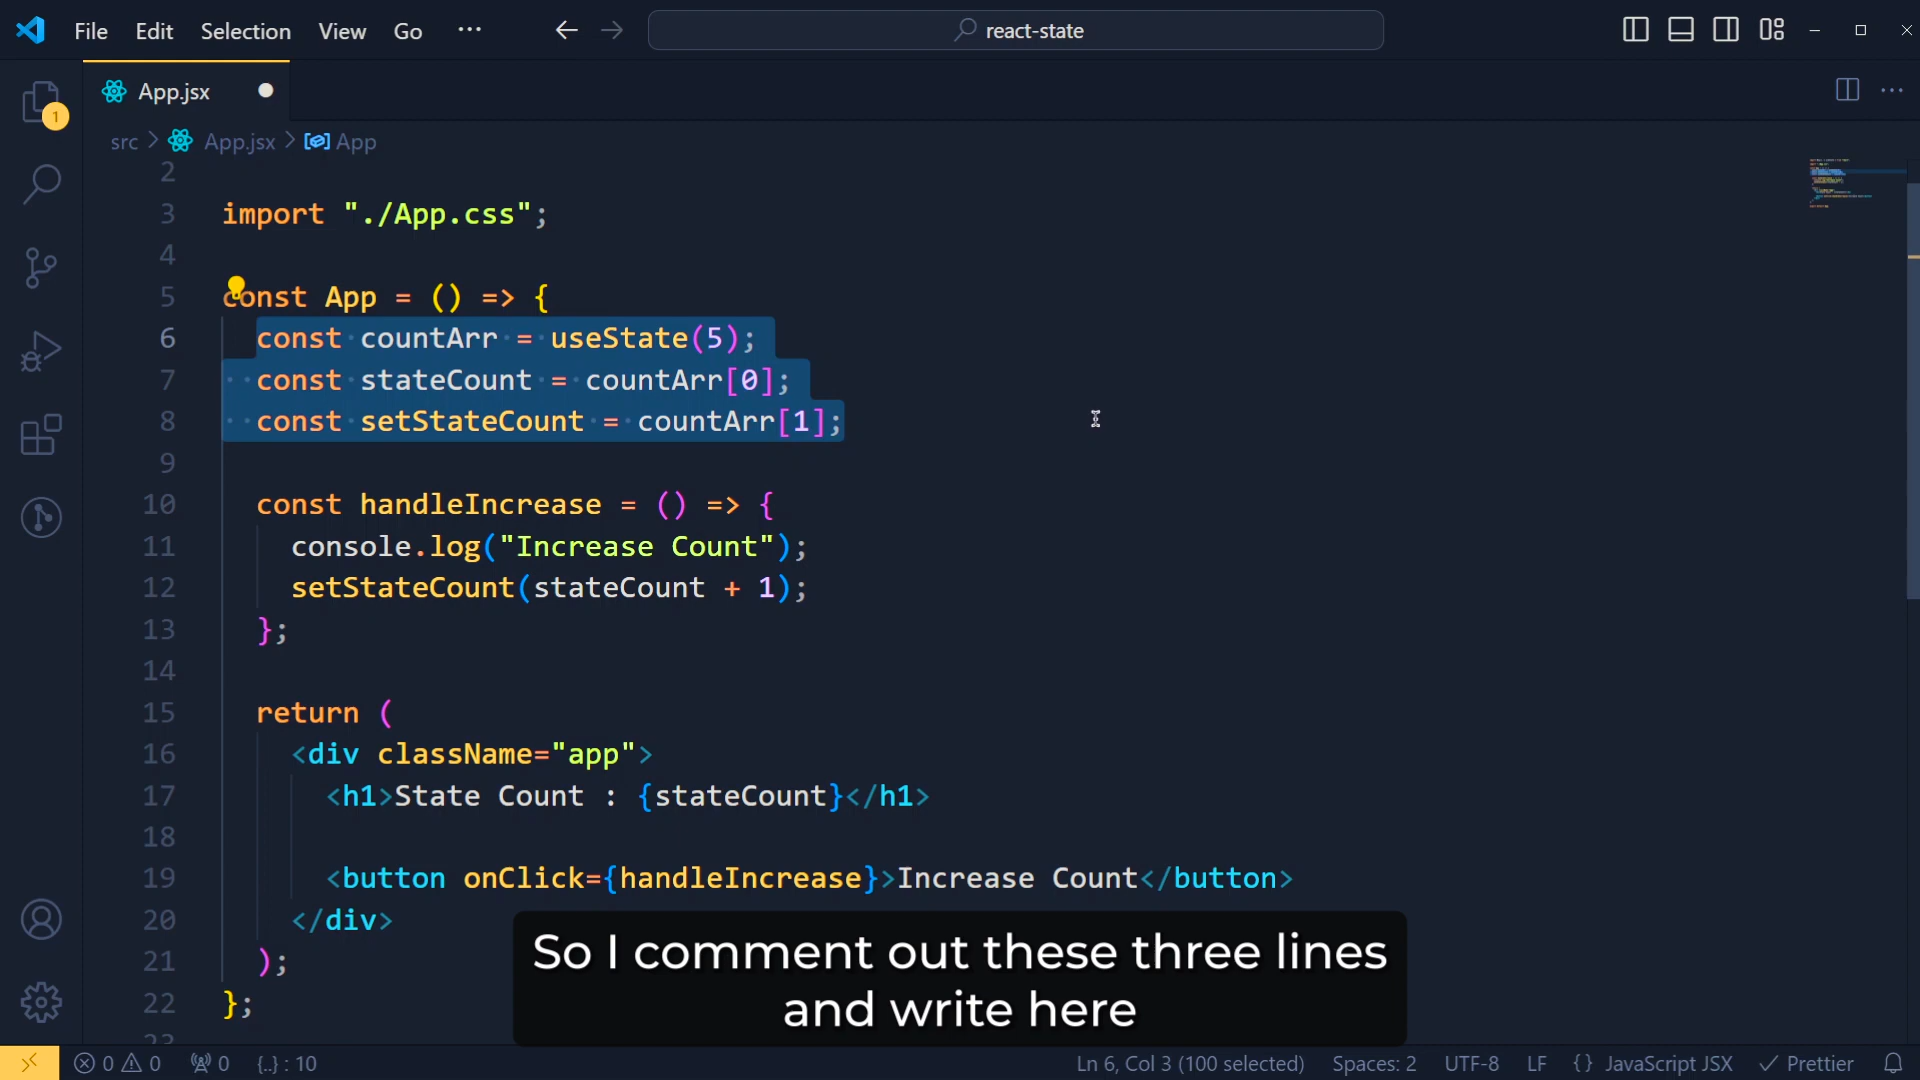 File Edit Selection View Go ··· react-state
App.jsx
1
src > App.jsx > App
2
3 import "./App.css";
4
5 const App = () => {
6 const countArr = useState(5);
7 const stateCount = countArr[0];
8 const setStateCount = countArr[1];
9
10 const handleIncrease = () => {
11 console.log("Increase Count");
12 setStateCount(stateCount + 1);
13 };
14
15 return (
16 <div className="app">
17 <h1>State Count : {stateCount}</h1>
18
19 <button onClick={handleIncrease}>Increase Count</button>
20 </div>
21 );
22 };
So I comment out these three lines
and write here
0 0 0 {..} : 10 Ln 6, Col 3 (100 selected) Spaces: 2 UTF-8 LF {} JavaScript JSX Prettier